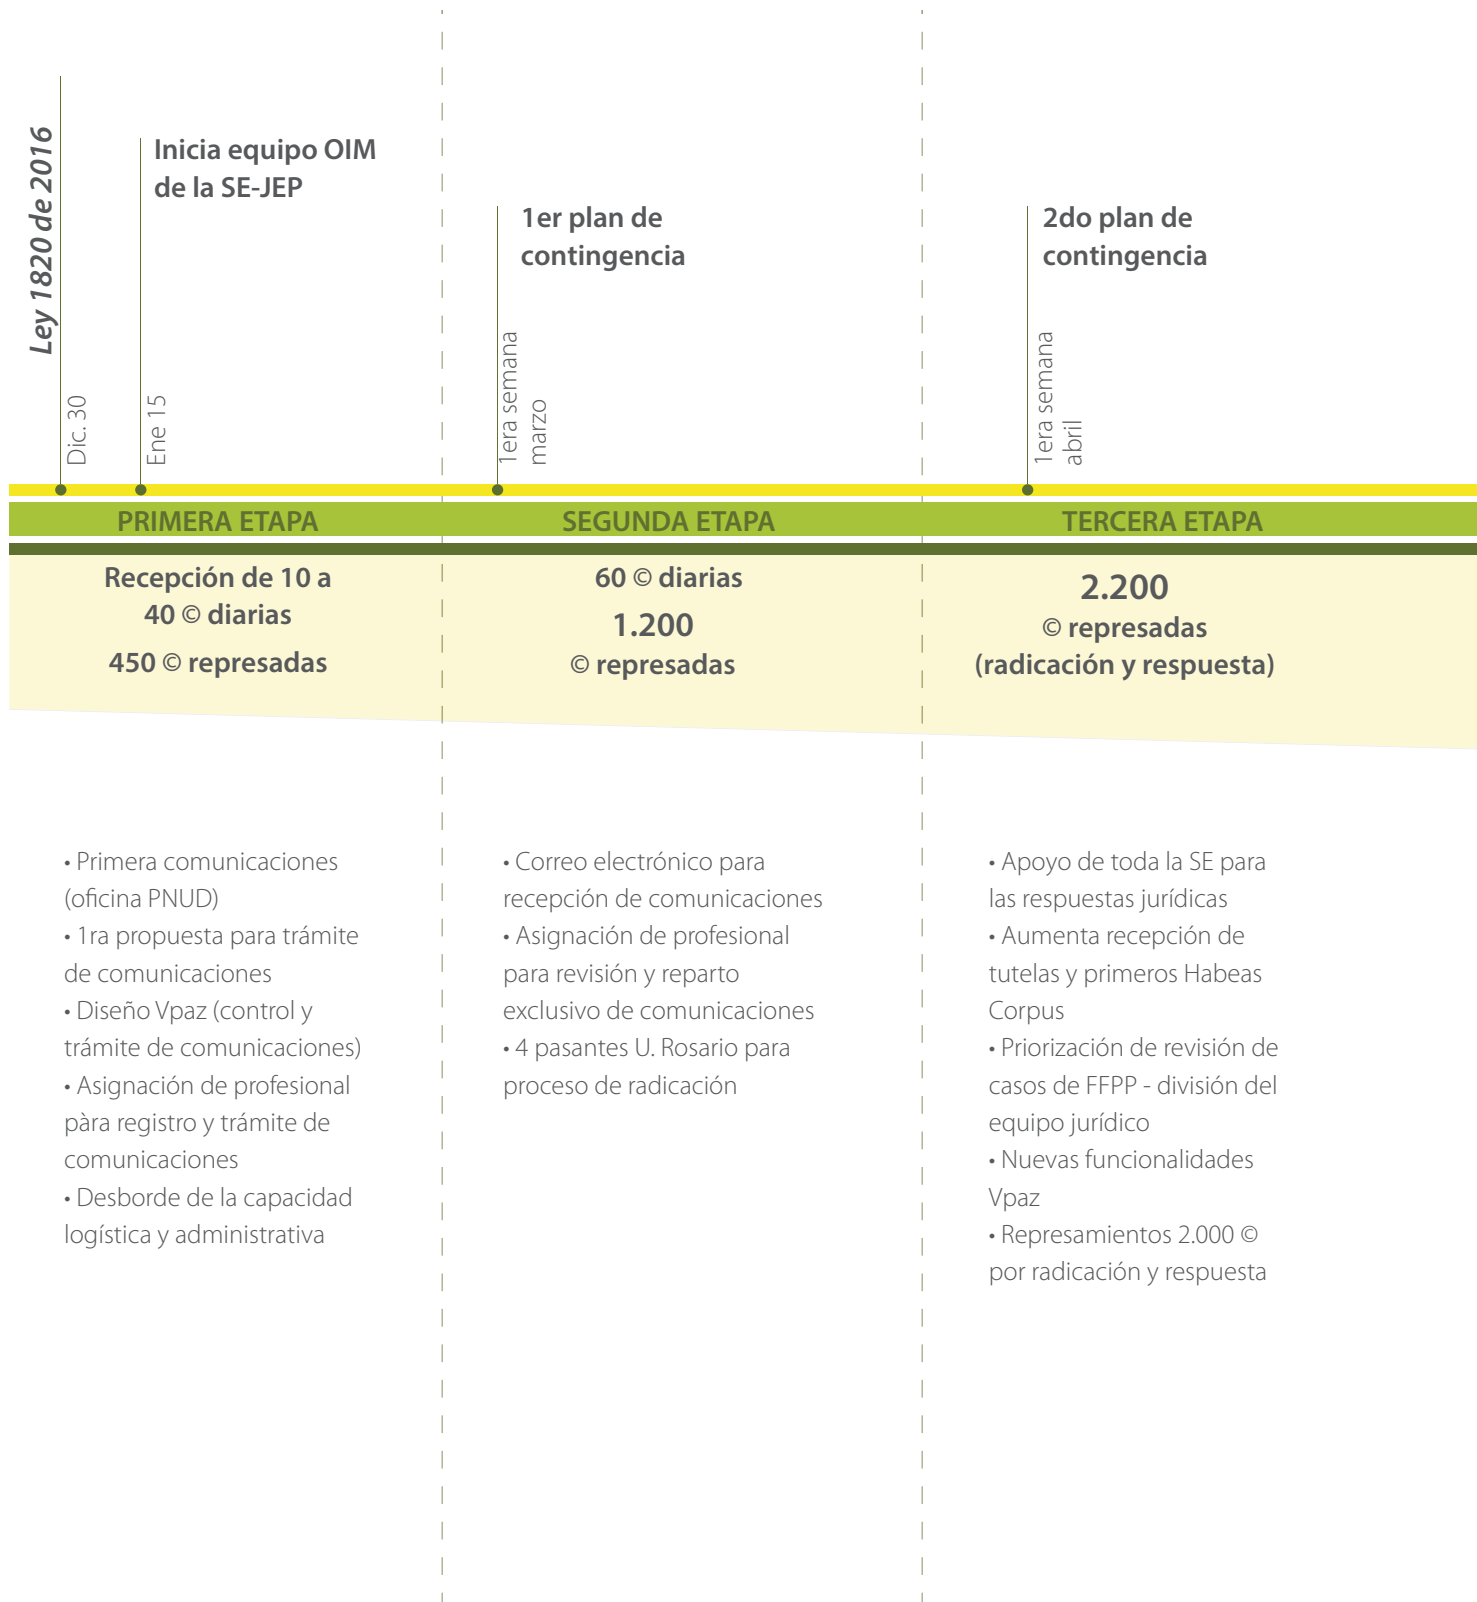 Ley 1820 de 2016
Dic. 30
Inicia equipo OIM
de la SE-JEP
Ene 15
1er plan de
contingencia
1era semana
marzo
2do plan de
contingencia
1era semana
abril
PRIMERA ETAPA
SEGUNDA ETAPA
TERCERA ETAPA
Recepción de 10 a
40 © diarias
450 © represadas
60 © diarias
1.200
© represadas
2.200
© represadas
(radicación y respuesta)
• Primera comunicaciones
(oficina PNUD)
• 1ra propuesta para trámite
de comunicaciones
• Diseño Vpaz (control y
trámite de comunicaciones)
• Asignación de profesional
pàra registro y trámite de
comunicaciones
• Desborde de la capacidad
logística y administrativa
• Correo electrónico para
recepción de comunicaciones
• Asignación de profesional
para revisión y reparto
exclusivo de comunicaciones
• 4 pasantes U. Rosario para
proceso de radicación
• Apoyo de toda la SE para
las respuestas jurídicas
• Aumenta recepción de
tutelas y primeros Habeas
Corpus
• Priorización de revisión de
casos de FFPP - división del
equipo jurídico
• Nuevas funcionalidades
Vpaz
• Represamientos 2.000 ©
por radicación y respuesta